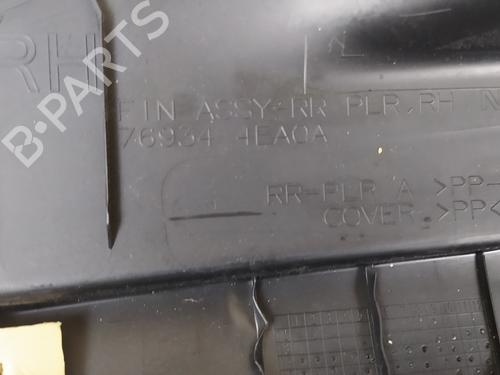 RH
FIN ASSY-RR PLR,RH
76934 4EA0A
RR-PLR A >PP-
COVER >PP<
B-PARTS